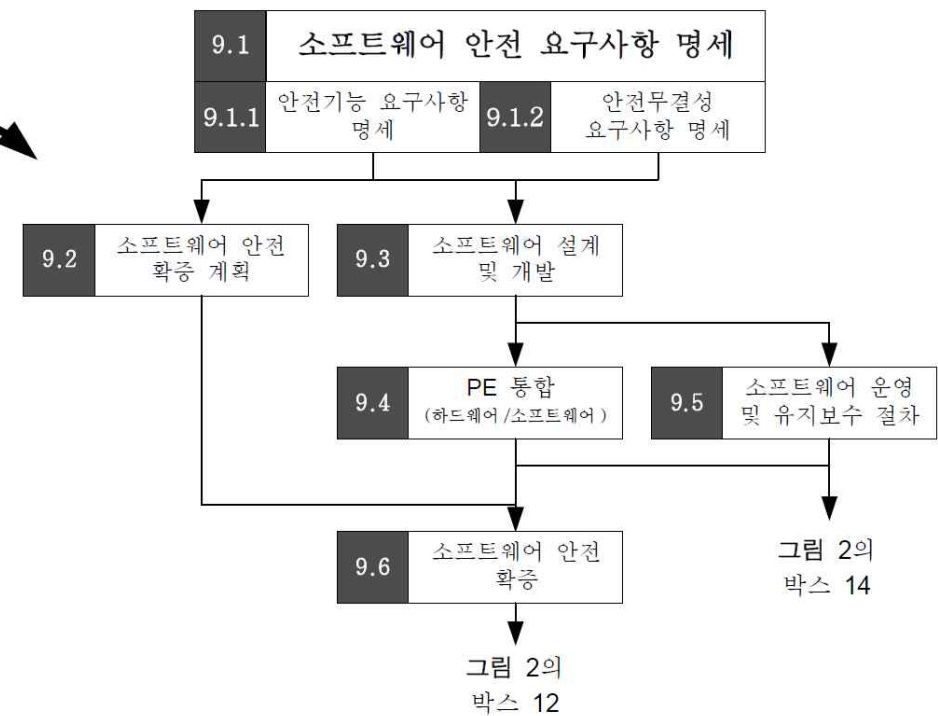 9.1 소프트웨어 안전 요구사항 명세
9.1.1 안전기능 요구사항
명세
9.1.2 안전무결성
요구사항 명세
9.2 소프트웨어 안전
확증 계획
9.3 소프트웨어 설계
및 개발
9.4 PE 통합
(하드웨어/소프트웨어)
9.5 소프트웨어 운영
및 유지보수 절차
9.6 소프트웨어 안전
확증
그림 2의
박스 14
그림 2의
박스 12